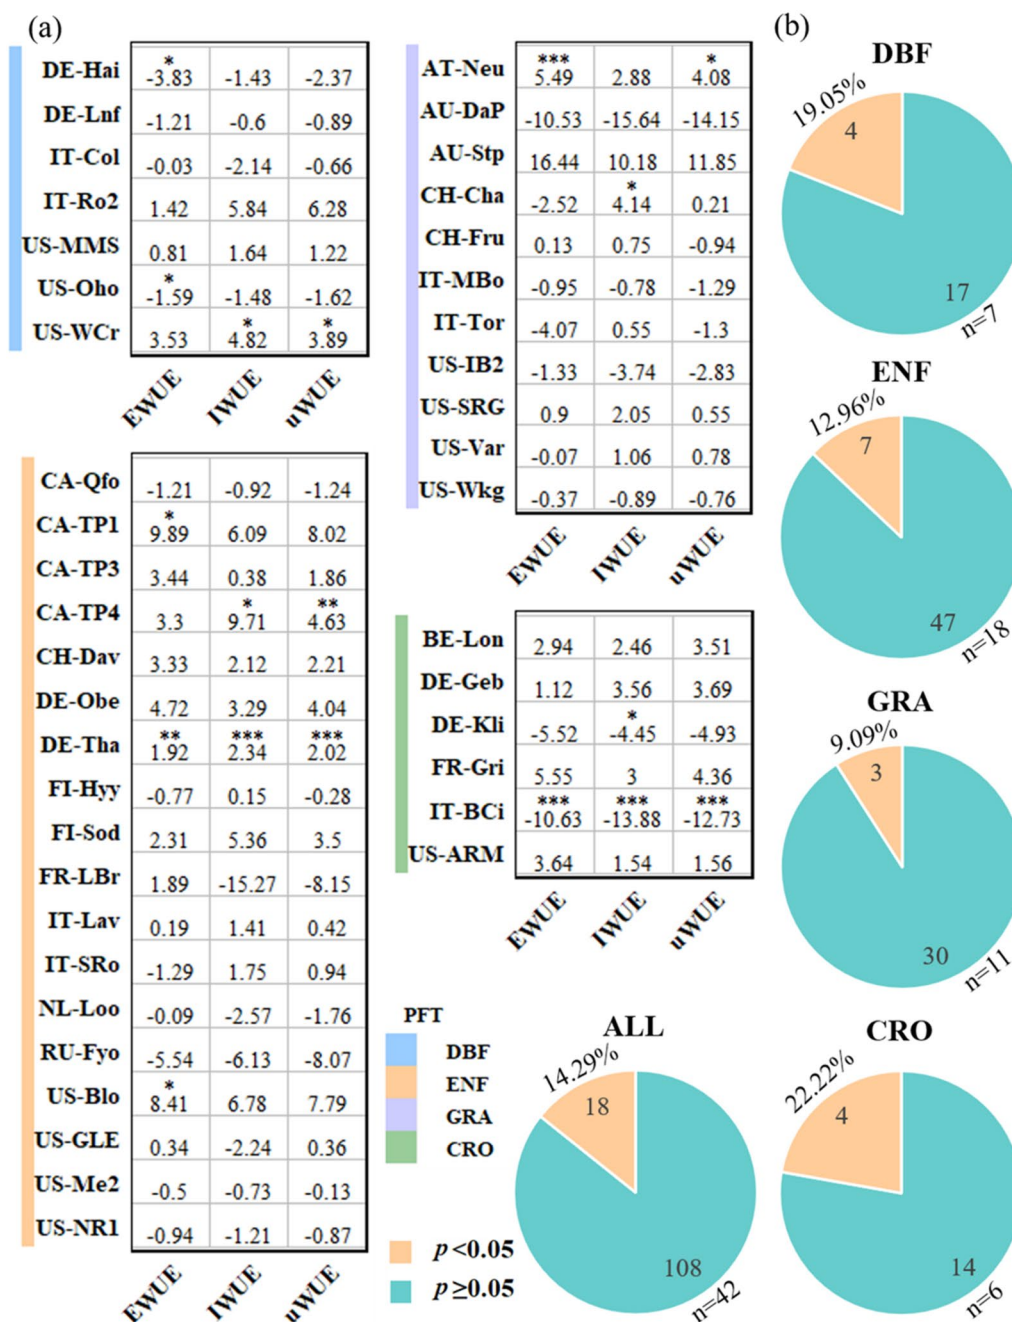 (a)
*
DE-Hai -3.83 -1.43 -2.37
DE-Lnf -1.21 -0.6 -0.89
IT-Col -0.03 -2.14 -0.66
IT-Ro2 1.42 5.84 6.28
US-MMS 0.81 1.64 1.22
*
US-Oho -1.59 -1.48 -1.62
* *
US-WCr 3.53 4.82 3.89
EWUE IWUE uWUE
CA-Qfo -1.21 -0.92 -1.24
*
CA-TP1 9.89 6.09 8.02
CA-TP3 3.44 0.38 1.86
* **
CA-TP4 3.3 9.71 4.63
CH-Dav 3.33 2.12 2.21
DE-Obe 4.72 3.29 4.04
** *** ***
DE-Tha 1.92 2.34 2.02
FI-Hyy -0.77 0.15 -0.28
FI-Sod 2.31 5.36 3.5
FR-LBr 1.89 -15.27 -8.15
IT-Lav 0.19 1.41 0.42
IT-SRo -1.29 1.75 0.94
NL-Loo -0.09 -2.57 -1.76
RU-Fyo -5.54 -6.13 -8.07
*
US-Blo 8.41 6.78 7.79
US-GLE 0.34 -2.24 0.36
US-Me2 -0.5 -0.73 -0.13
US-NR1 -0.94 -1.21 -0.87
EWUE IWUE uWUE
*** *
AT-Neu 5.49 2.88 4.08
AU-DaP -10.53 -15.64 -14.15
AU-Stp 16.44 10.18 11.85
*
CH-Cha -2.52 4.14 0.21
CH-Fru 0.13 0.75 -0.94
IT-MBo -0.95 -0.78 -1.29
IT-Tor -4.07 0.55 -1.3
US-IB2 -1.33 -3.74 -2.83
US-SRG 0.9 2.05 0.55
US-Var -0.07 1.06 0.78
US-Wkg -0.37 -0.89 -0.76
EWUE IWUE uWUE
BE-Lon 2.94 2.46 3.51
DE-Geb 1.12 3.56 3.69
*
DE-Kli -5.52 -4.45 -4.93
FR-Gri 5.55 3 4.36
*** *** ***
IT-BCi -10.63 -13.88 -12.73
US-ARM 3.64 1.54 1.56
EWUE IWUE uWUE
PFT
DBF
ENF
GRA
CRO
p<0.05
p≥0.05
(b)
DBF
19.05%
4
17
n=7
ENF
12.96%
7
47
n=18
GRA
9.09%
3
30
n=11
ALL
14.29%
18
108
n=42
CRO
22.22%
4
14
n=6